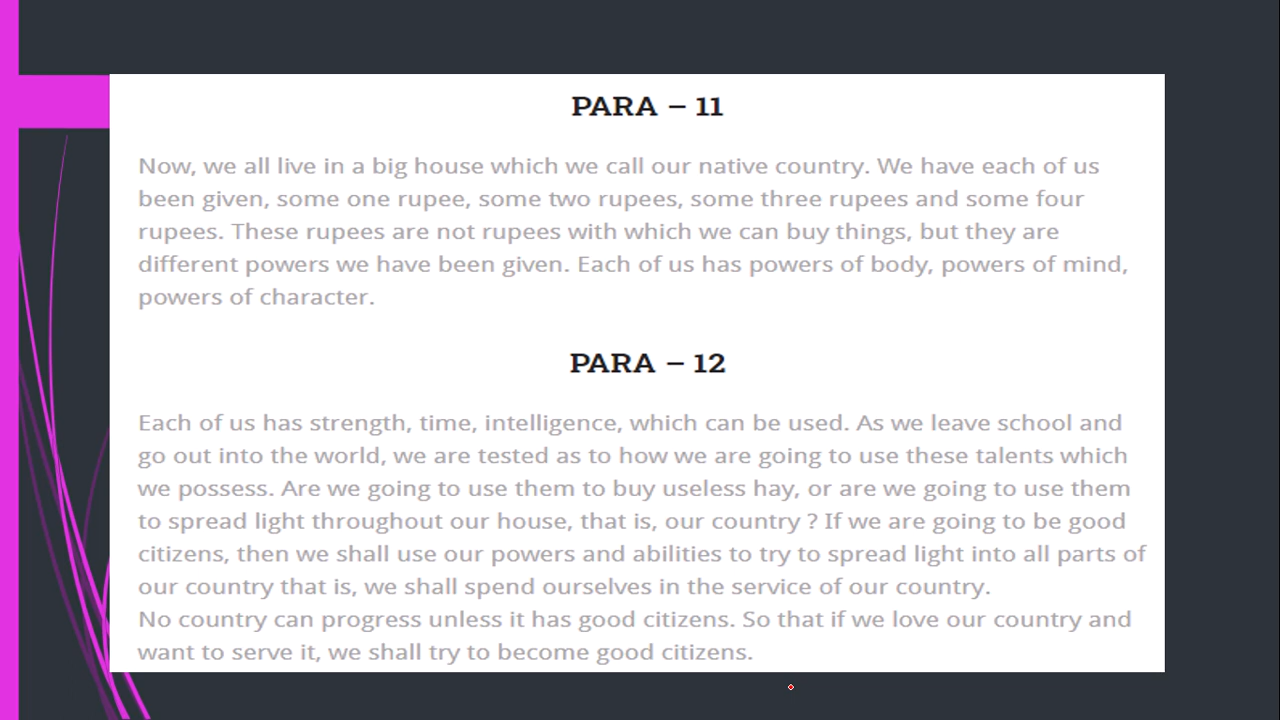 PARA – 11
Now, we all live in a big house which we call our native country. We have each of us
been given, some one rupee, some two rupees, some three rupees and some four
rupees. These rupees are not rupees with which we can buy things, but they are
different powers we have been given. Each of us has powers of body, powers of mind,
powers of character.
PARA – 12
Each of us has strength, time, intelligence, which can be used. As we leave school and
go out into the world, we are tested as to how we are going to use these talents which
we possess. Are we going to use them to buy useless hay, or are we going to use them
to spread light throughout our house, that is, our country ? If we are going to be good
citizens, then we shall use our powers and abilities to try to spread light into all parts of
our country that is, we shall spend ourselves in the service of our country.
No country can progress unless it has good citizens. So that if we love our country and
want to serve it, we shall try to become good citizens.